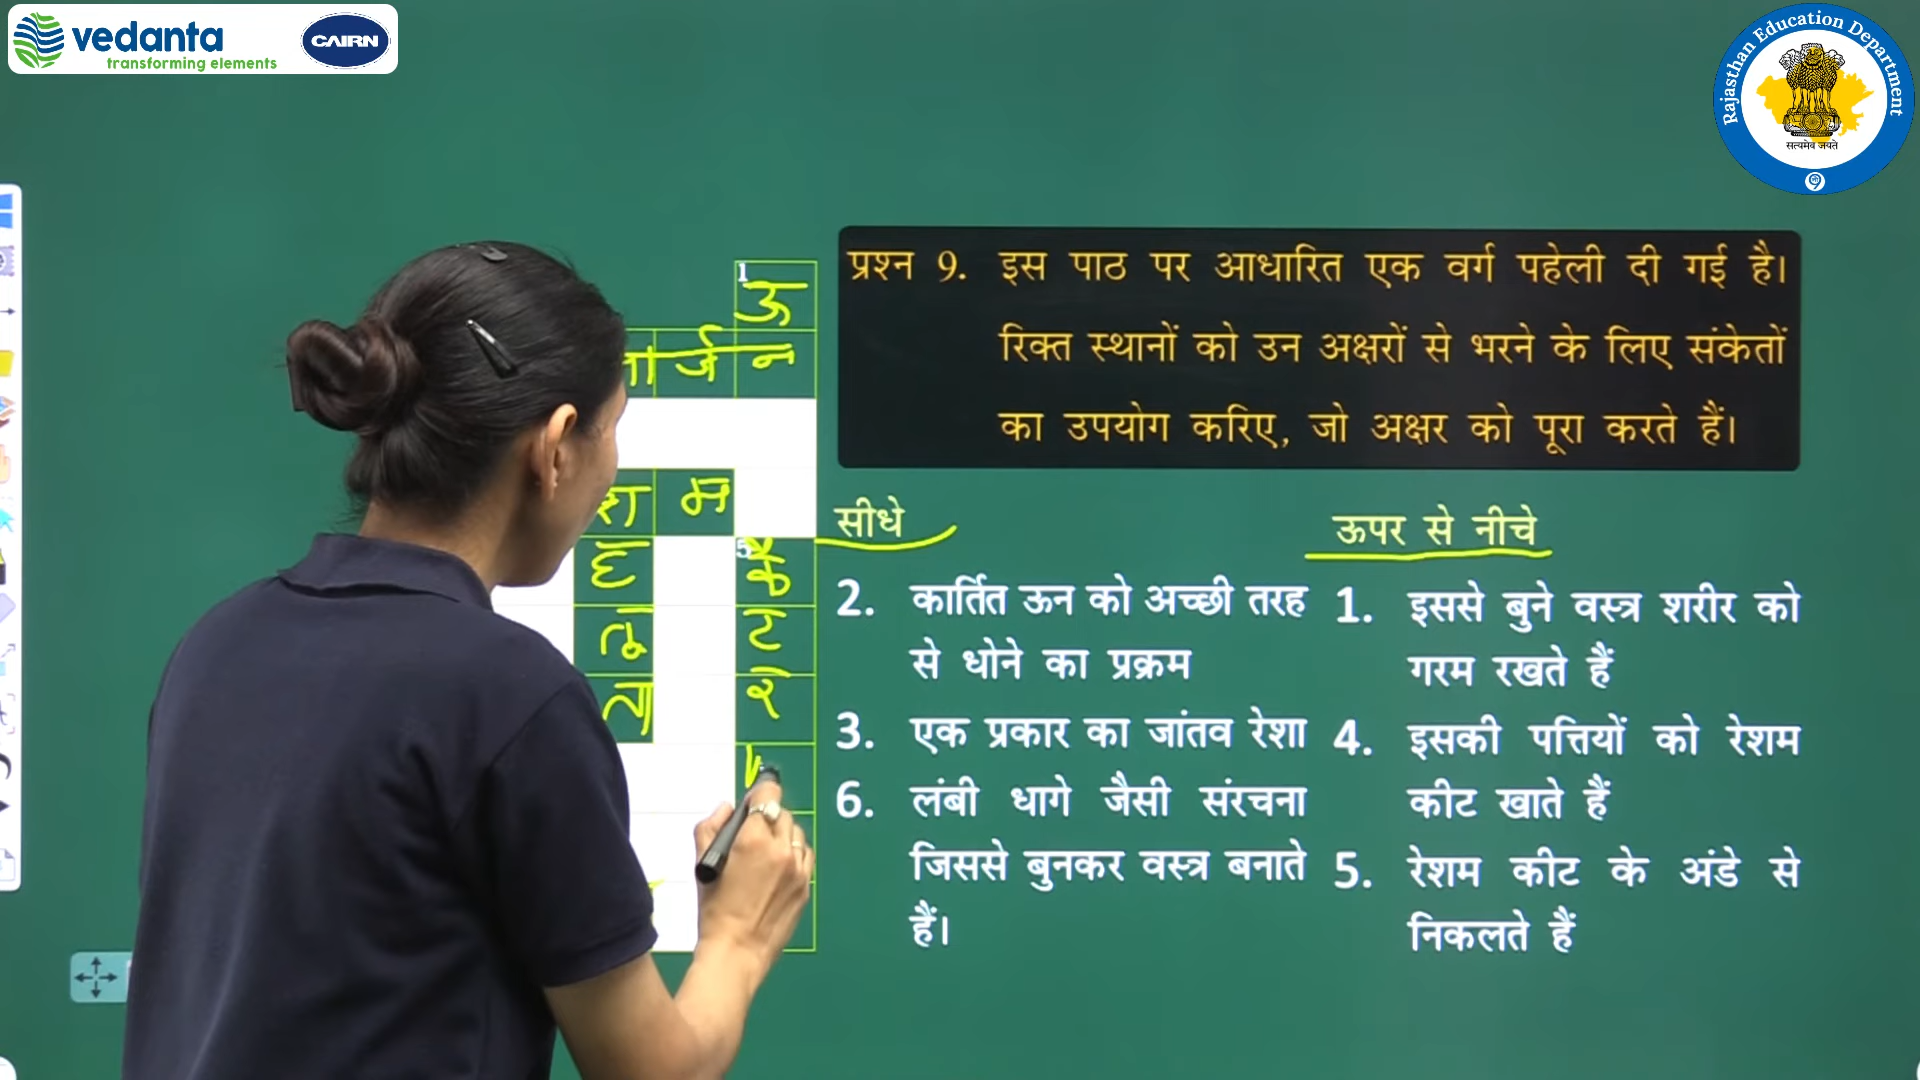 vedanta
transforming elements
CAIRN
Rajasthan Education Department
सत्यमेव जयते
प्रश्न 9. इस पाठ पर आधारित एक वर्ग पहेली दी गई है।
रिक्त स्थानों को उन अक्षरों से भरने के लिए संकेतों
का उपयोग करिए, जो अक्षर को पूरा करते हैं।
1
ऊ
र्ज न
श म
ह 5 के
तू ट
त र
सीधे
2. कार्तित ऊन को अच्छी तरह
से धोने का प्रक्रम
3. एक प्रकार का जांतव रेशा
6. लंबी धागे जैसी संरचना
जिससे बुनकर वस्त्र बनाते
हैं।
ऊपर से नीचे
1. इससे बुने वस्त्र शरीर को
गरम रखते हैं
4. इसकी पत्तियों को रेशम
कीट खाते हैं
5. रेशम कीट के अंडे से
निकलते हैं